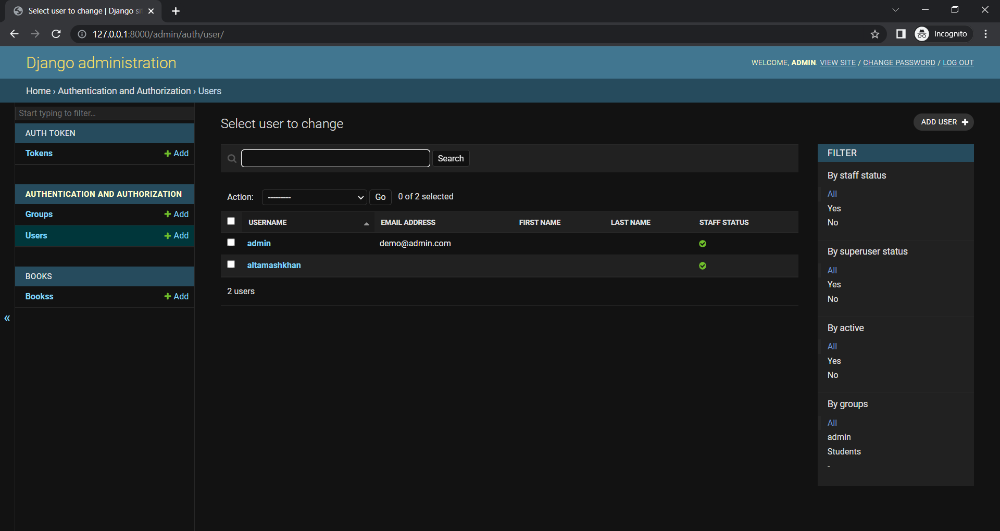 Select user to change | Django si
127.0.0.1:8000/admin/auth/user/
Incognito
Django administration
WELCOME, ADMIN. VIEW SITE / CHANGE PASSWORD / LOG OUT
Home › Authentication and Authorization › Users
Start typing to filter...
AUTH TOKEN
Tokens
Add
AUTHENTICATION AND AUTHORIZATION
Groups
Add
Users
Add
BOOKS
Bookss
Add
«
Select user to change
ADD USER
Search
Action: --------- Go 0 of 2 selected
USERNAME EMAIL ADDRESS FIRST NAME LAST NAME STAFF STATUS
admin demo@admin.com
altamashkhan
2 users
FILTER
By staff status
All
Yes
No
By superuser status
All
Yes
No
By active
All
Yes
No
By groups
All
admin
Students
-